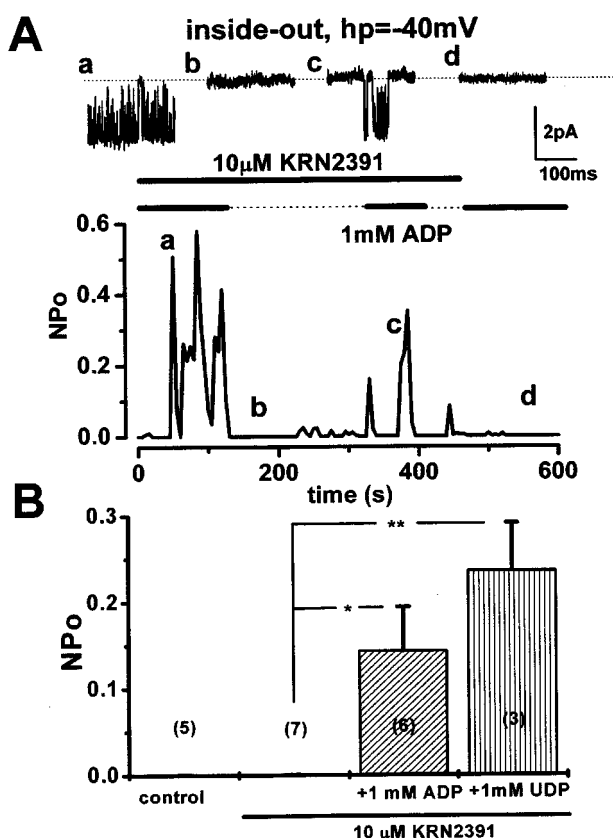 A
inside-out, hp=-40mV
a b c d
2pA
100ms
10µM KRN2391
1mM ADP
0.6
0.4
0.2
0.0
NPo
a
b
c
d
0 200 400 600
time (s)
B
0.3
0.2
0.1
0.0
NPo
**
*
(5) (7) (6) (3)
control +1 mM ADP +1mM UDP
10 µM KRN2391